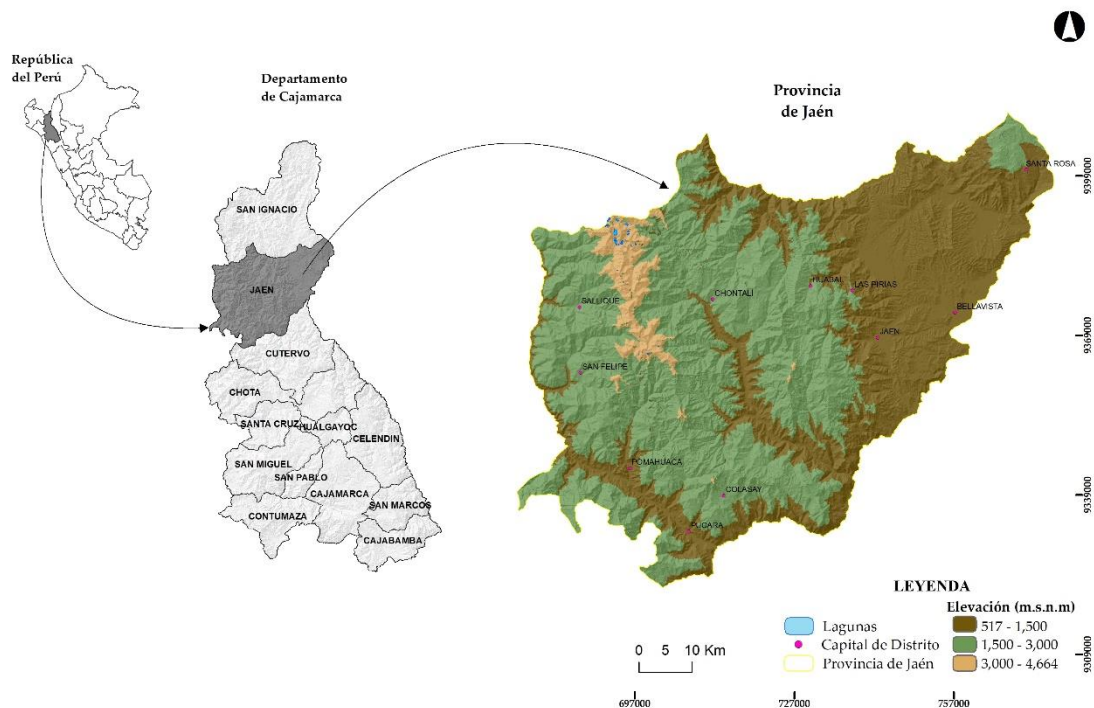 República
del Perú
Departamento
de Cajamarca
Provincia
de Jaén
SAN IGNACIO
JAEN
CUTERVO
CHOTA
SANTA CRUZ
HUALGAYOC
CELENDIN
SAN MIGUEL
SAN PABLO
CAJAMARCA
SAN MARCOS
CONTUMAZA
CAJABAMBA
SANTA ROSA
HUABAL
LAS PIRIAS
CHONTALI
SALLIQUE
BELLAVISTA
JAEN
SAN FELIPE
POMAHUACA
COLASAY
PUCARA
9399000
9369000
9339000
9309000
LEYENDA
Elevación (m.s.n.m)
Lagunas
Capital de Distrito
Provincia de Jaén
517 - 1,500
1,500 - 3,000
3,000 - 4,664
0 5 10 Km
697000
727000
757000